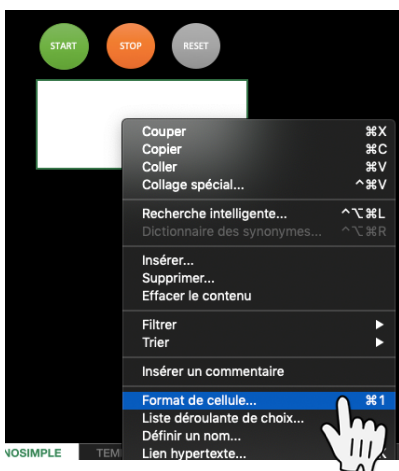 START STOP RESET
Couper ⌘X
Copier ⌘C
Coller ⌘V
Collage spécial... ^⌘V
Recherche intelligente... ^⌥⌘L
Dictionnaire des synonymes... ^⌥⌘R
Insérer...
Supprimer...
Effacer le contenu
Filtrer
Trier
Insérer un commentaire
Format de cellule... ⌘1
Liste déroulante de choix...
Définir un nom...
Lien hypertexte... K
NOSIMPLE TEM